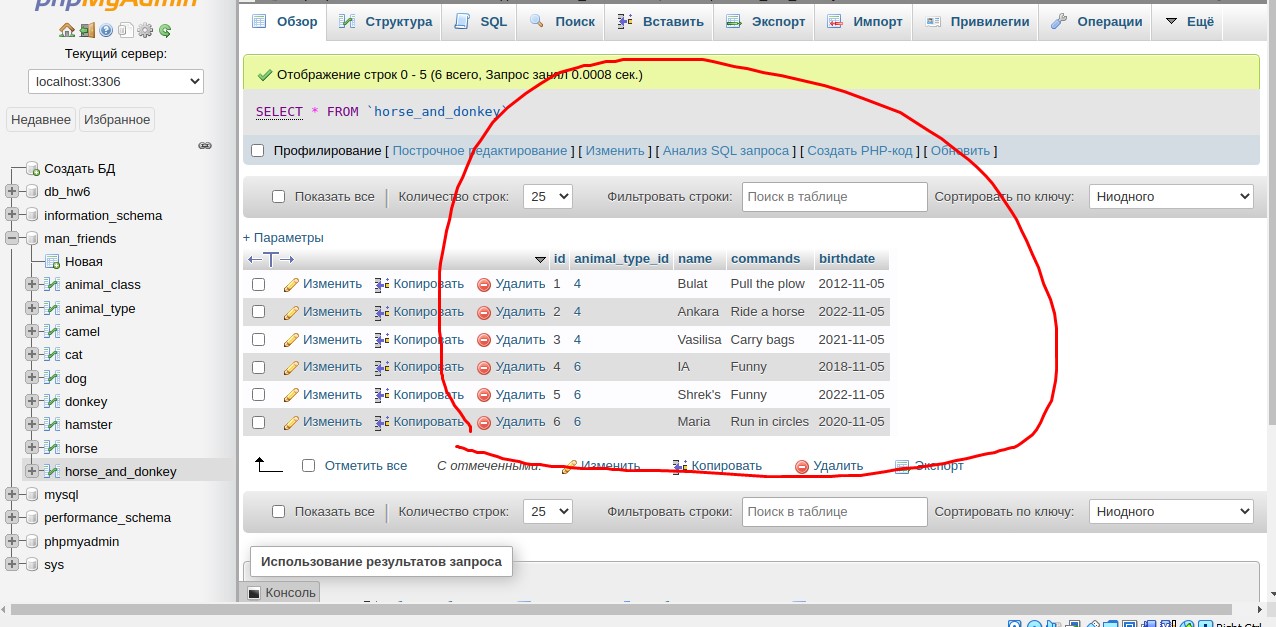 phpMyAdmin
Текущий сервер:
localhost:3306
Недавнее Избранное
Создать БД
db_hw6
information_schema
man_friends
Новая
animal_class
animal_type
camel
cat
dog
donkey
hamster
horse
horse_and_donkey
mysql
performance_schema
phpmyadmin
sys
Обзор Структура SQL Поиск Вставить Экспорт Импорт Привилегии Операции Ещё
Отображение строк 0 - 5 (6 всего, Запрос занял 0.0008 сек.)
SELECT * FROM `horse_and_donkey`
Профилирование [ Построчное редактирование ] [ Изменить ] [ Анализ SQL запроса ] [ Создать PHP-код ] [ Обновить ]
Показать все Количество строк: 25 Фильтровать строки: Поиск в таблице Сортировать по ключу: Ниодного
+ Параметры
←T→ id animal_type_id name commands birthdate
Изменить Копировать Удалить 1 4 Bulat Pull the plow 2012-11-05
Изменить Копировать Удалить 2 4 Ankara Ride a horse 2022-11-05
Изменить Копировать Удалить 3 4 Vasilisa Carry bags 2021-11-05
Изменить Копировать Удалить 4 6 IA Funny 2018-11-05
Изменить Копировать Удалить 5 6 Shrek's Funny 2022-11-05
Изменить Копировать Удалить 6 6 Maria Run in circles 2020-11-05
Отметить все С отмеченными: Изменить Копировать Удалить Экспорт
Показать все Количество строк: 25 Фильтровать строки: Поиск в таблице Сортировать по ключу: Ниодного
Использование результатов запроса
Консоль
Right Ctrl